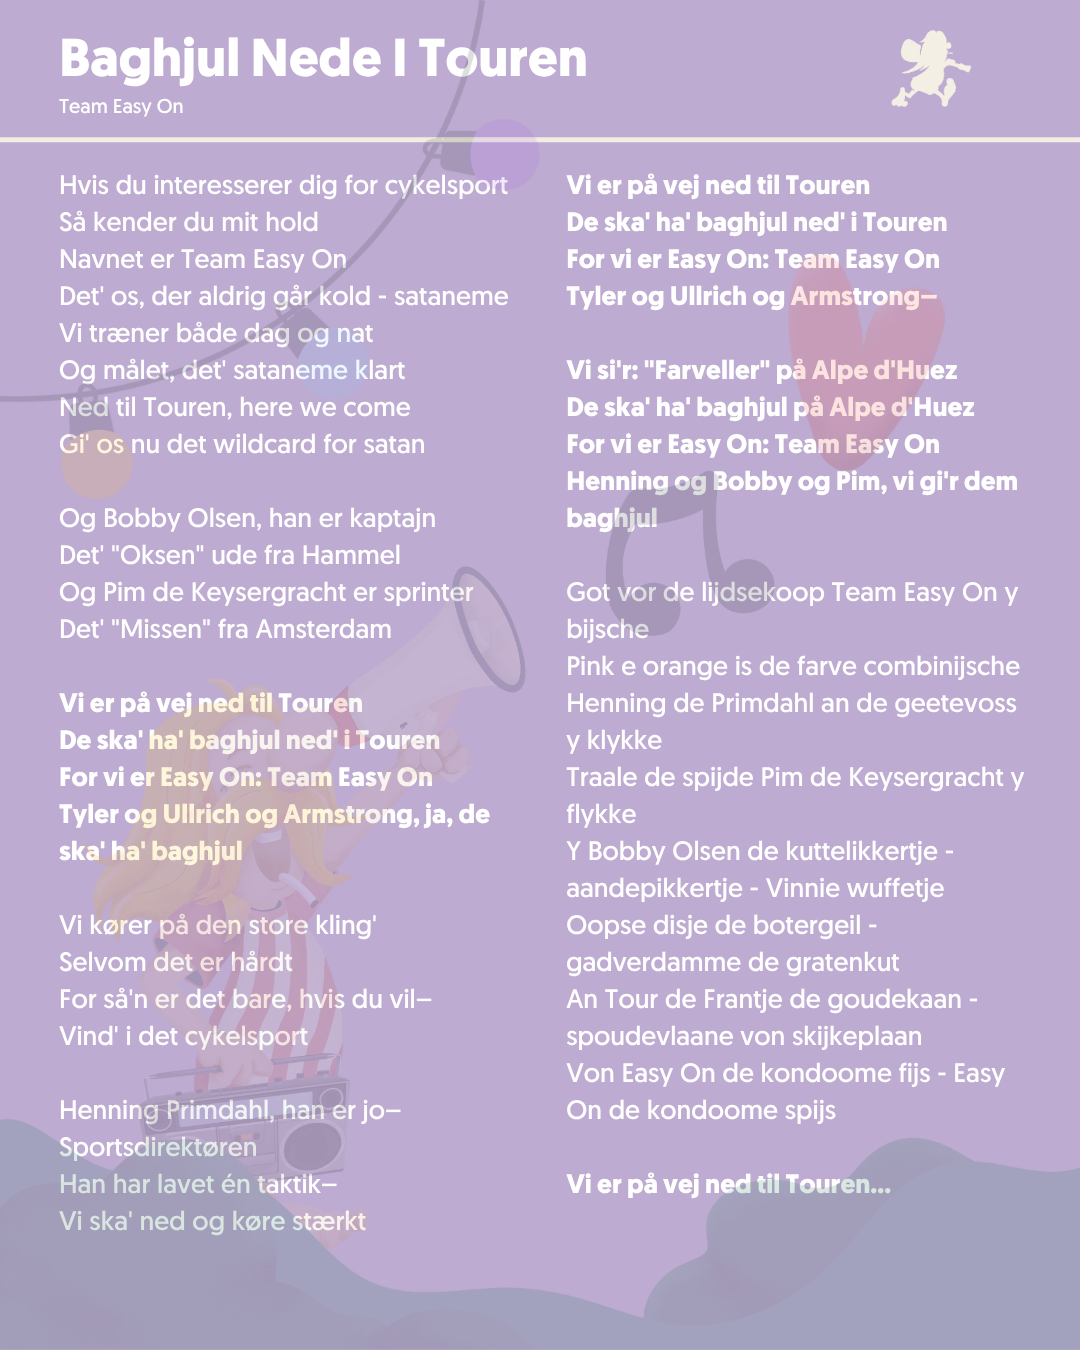 Baghjul Nede I Touren
Team Easy On
Hvis du interesserer dig for cykelsport
Så kender du mit hold
Navnet er Team Easy On
Det' os, der aldrig går kold - sataneme
Vi træner både dag og nat
Og målet, det' sataneme klart
Ned til Touren, here we come
Gi' os nu det wildcard for satan

Og Bobby Olsen, han er kaptajn
Det' "Oksen" ude fra Hammel
Og Pim de Keysergracht er sprinter
Det' "Missen" fra Amsterdam

Vi er på vej ned til Touren
De ska' ha' baghjul ned' i Touren
For vi er Easy On: Team Easy On
Tyler og Ullrich og Armstrong, ja, de
ska' ha' baghjul

Vi kører på den store kling'
Selvom det er hårdt
For så'n er det bare, hvis du vil–
Vind' i det cykelsport

Henning Primdahl, han er jo–
Sportsdirektøren
Han har lavet én taktik–
Vi ska' ned og køre stærkt

Vi er på vej ned til Touren
De ska' ha' baghjul ned' i Touren
For vi er Easy On: Team Easy On
Tyler og Ullrich og Armstrong–

Vi si'r: "Farveller" på Alpe d'Huez
De ska' ha' baghjul på Alpe d'Huez
For vi er Easy On: Team Easy On
Henning og Bobby og Pim, vi gi'r dem
baghjul

Got vor de lijdsekoop Team Easy On y
bijsche
Pink e orange is de farve combinijsche
Henning de Primdahl an de geetevoss
y klykke
Traale de spijde Pim de Keysergracht y
flykke
Y Bobby Olsen de kuttelikkertje -
aandepikkertje - Vinnie wuffetje
Oopse disje de botergeil -
gadverdamme de gratenkut
An Tour de Frantje de goudekaan -
spoudevlaane von skijkeplaan
Von Easy On de kondoome fijs - Easy
On de kondoome spijs

Vi er på vej ned til Touren...